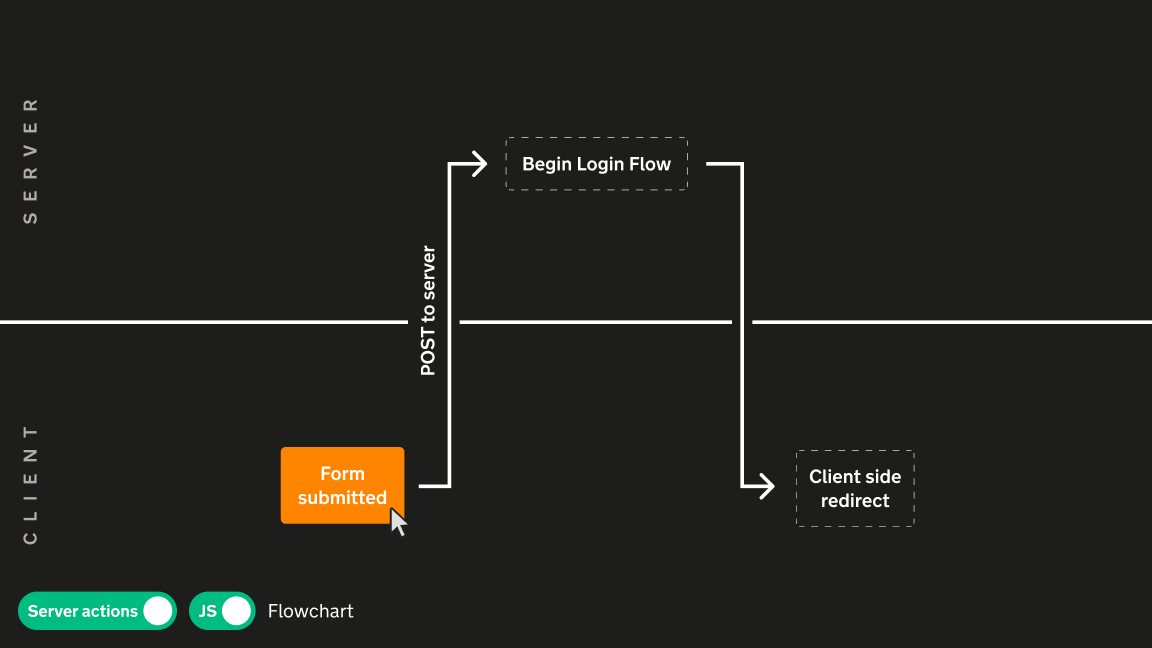 SERVER
Begin Login Flow
POST to server
CLIENT
Form
submitted
Client side
redirect
Server actions
JS
Flowchart